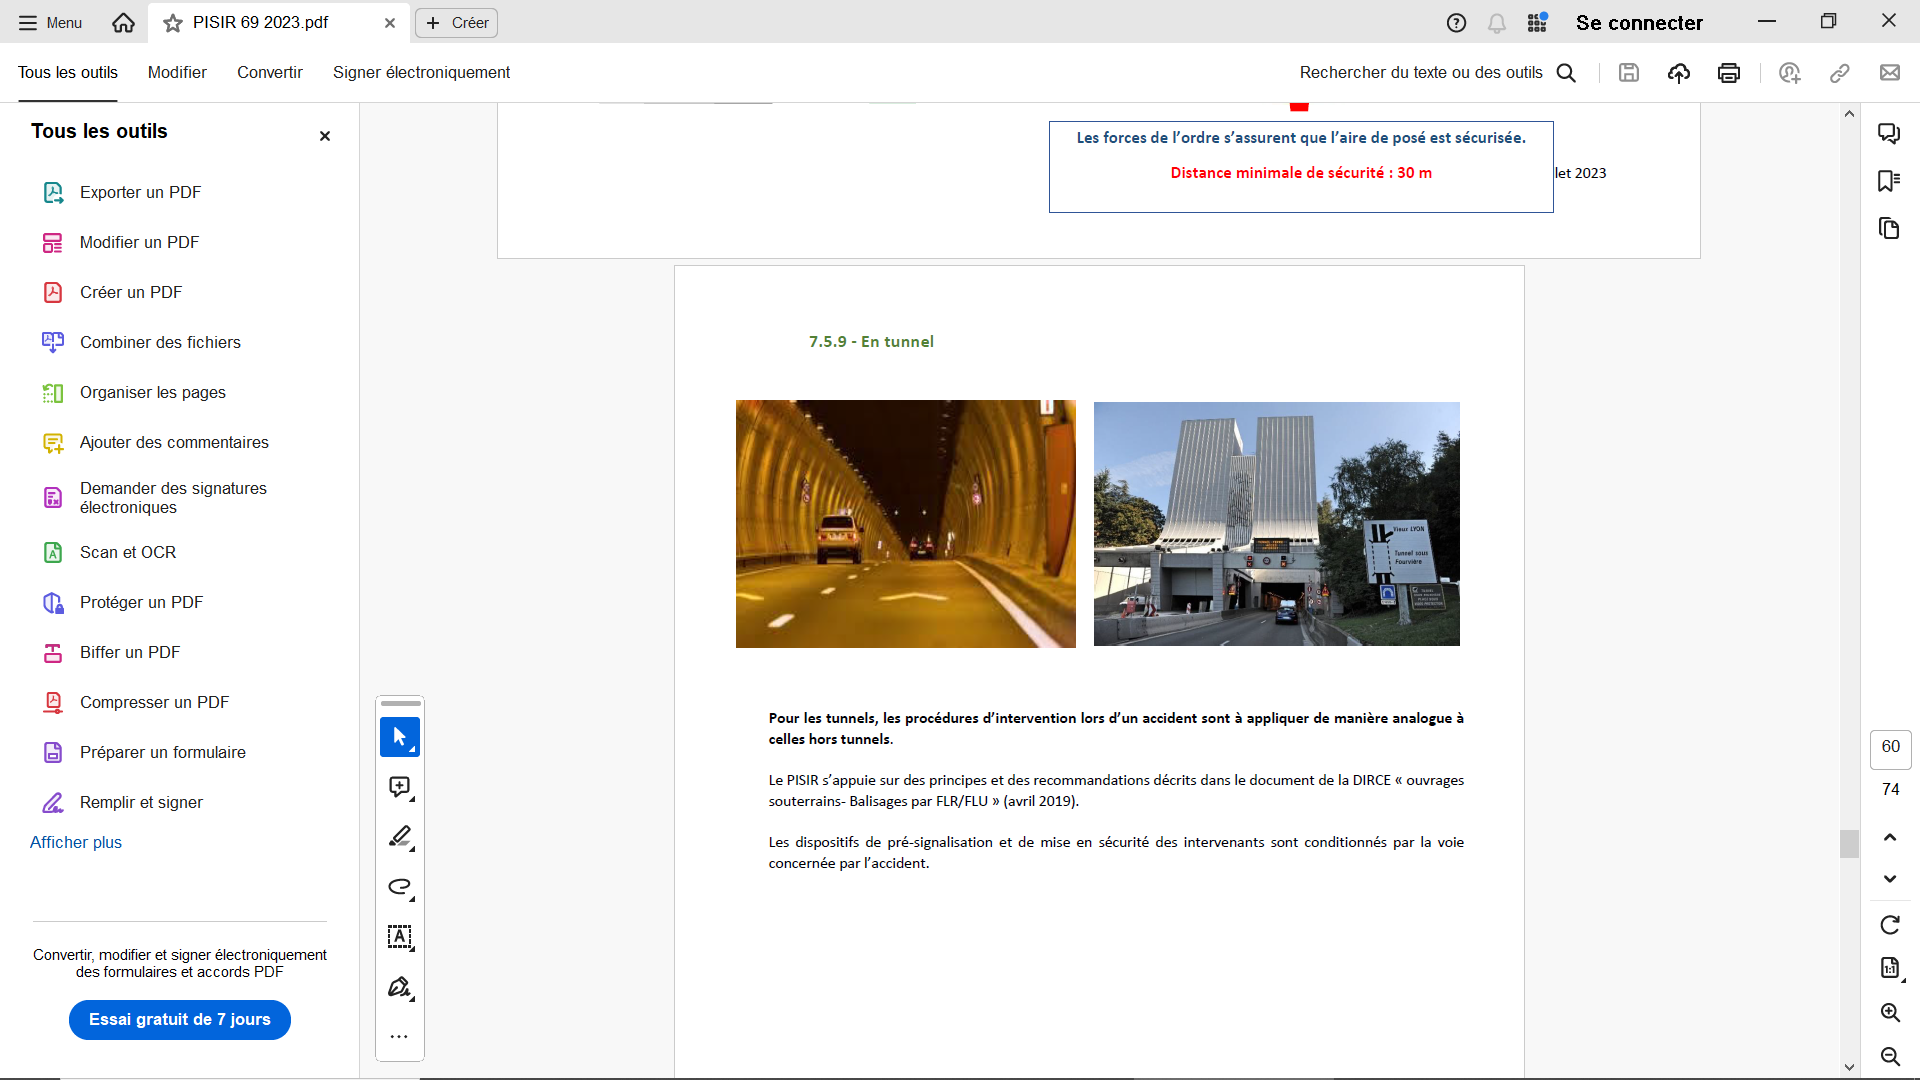 Menu
PISIR 69 2023.pdf
Créer
Se connecter
Tous les outils
Modifier
Convertir
Signer électroniquement
Rechercher du texte ou des outils
Tous les outils
Exporter un PDF
Modifier un PDF
Créer un PDF
Combiner des fichiers
Organiser les pages
Ajouter des commentaires
Demander des signatures
électroniques
Scan et OCR
Protéger un PDF
Biffer un PDF
Compresser un PDF
Préparer un formulaire
Remplir et signer
Afficher plus
Convertir, modifier et signer électroniquement
des formulaires et accords PDF
Essai gratuit de 7 jours
Les forces de l’ordre s’assurent que l’aire de posé est sécurisée.
Distance minimale de sécurité : 30 m
let 2023
7.5.9 - En tunnel
Vieux LYON
Tunnel sous
Fourvière
Pour les tunnels, les procédures d’intervention lors d’un accident sont à appliquer de manière analogue à
celles hors tunnels.
Le PISIR s’appuie sur des principes et des recommandations décrits dans le document de la DIRCE « ouvrages
souterrains- Balisages par FLR/FLU » (avril 2019).
Les dispositifs de pré-signalisation et de mise en sécurité des intervenants sont conditionnés par la voie
concernée par l’accident.
60
74